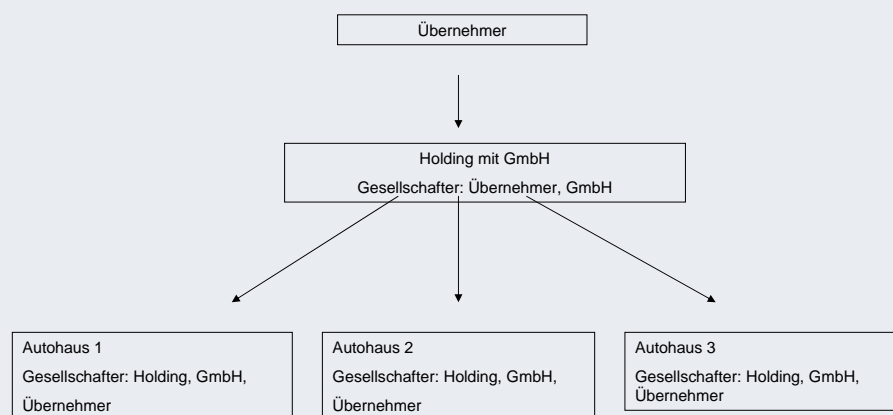 Übernehmer
Holding mit GmbH
Gesellschafter: Übernehmer, GmbH
Autohaus 1
Gesellschafter: Holding, GmbH,
Übernehmer
Autohaus 2
Gesellschafter: Holding, GmbH,
Übernehmer
Autohaus 3
Gesellschafter: Holding, GmbH,
Übernehmer